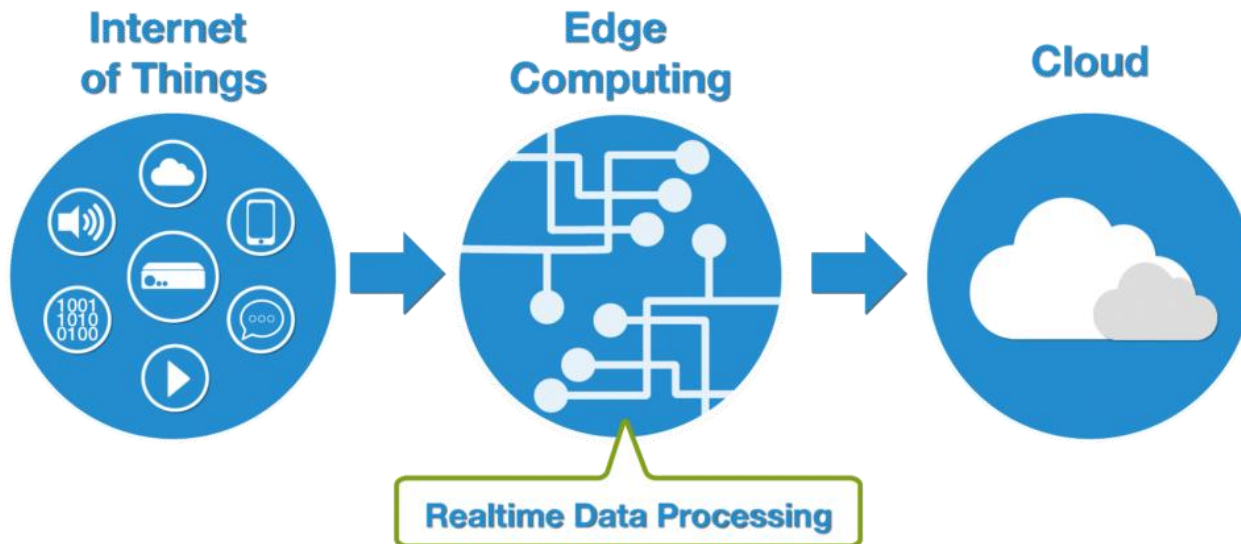 Internet
of Things
Edge
Computing
Cloud
1001
1010
0100
Realtime Data Processing